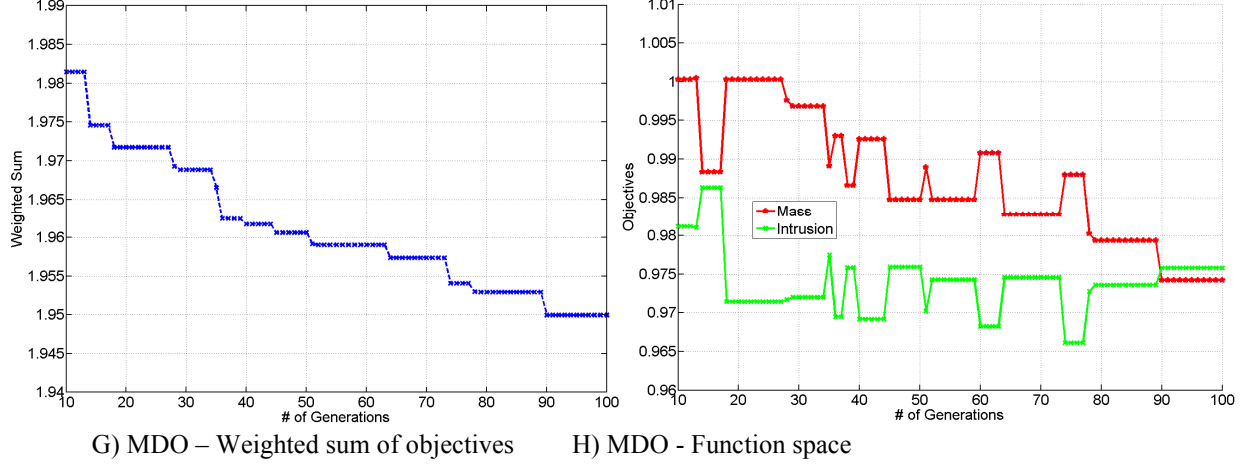 1.99
1.985
1.98
1.975
1.97
1.965
1.96
1.955
1.95
1.945
1.94
Weighted Sum
10 20 30 40 50 60 70 80 90 100
# of Generations
1.01
1.005
1
0.995
0.99
0.985
0.98
0.975
0.97
0.965
0.96
Objectives
Mass
Intrusion
10 20 30 40 50 60 70 80 90 100
# of Generations
G) MDO – Weighted sum of objectives H) MDO - Function space